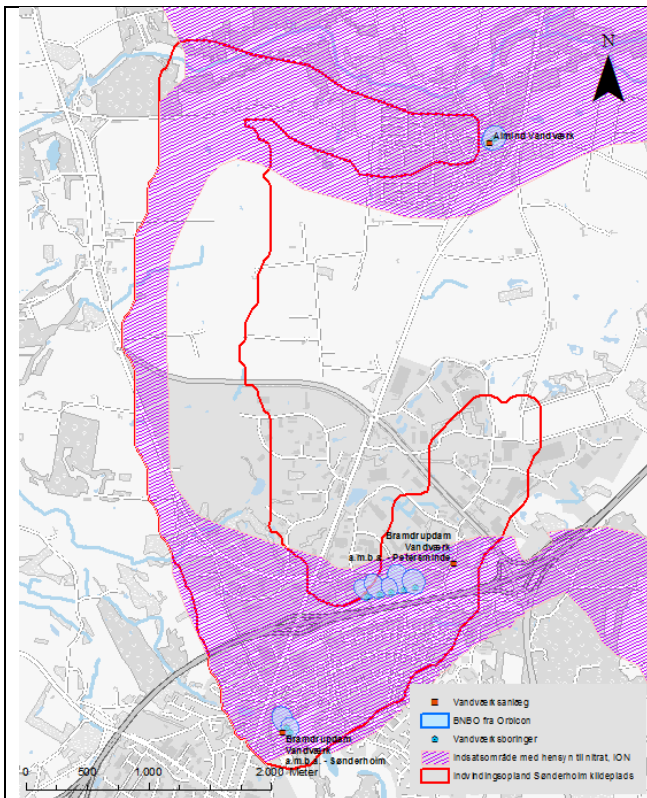 N
Almind Vandværk
Bramdrupdam
Vandværk
a.m.b.a. - Petersminde
Bramdrupdam
Vandværk
a.m.b.a. - Sønderholm
0 1.000 2.000
Meter
Vandværksanlæg
BNBO fra Orbicon
Vandværksboringer
Indsatsområde med hensyn til nitrat, ION
Indvindingsopland Sønderholm kildeplads